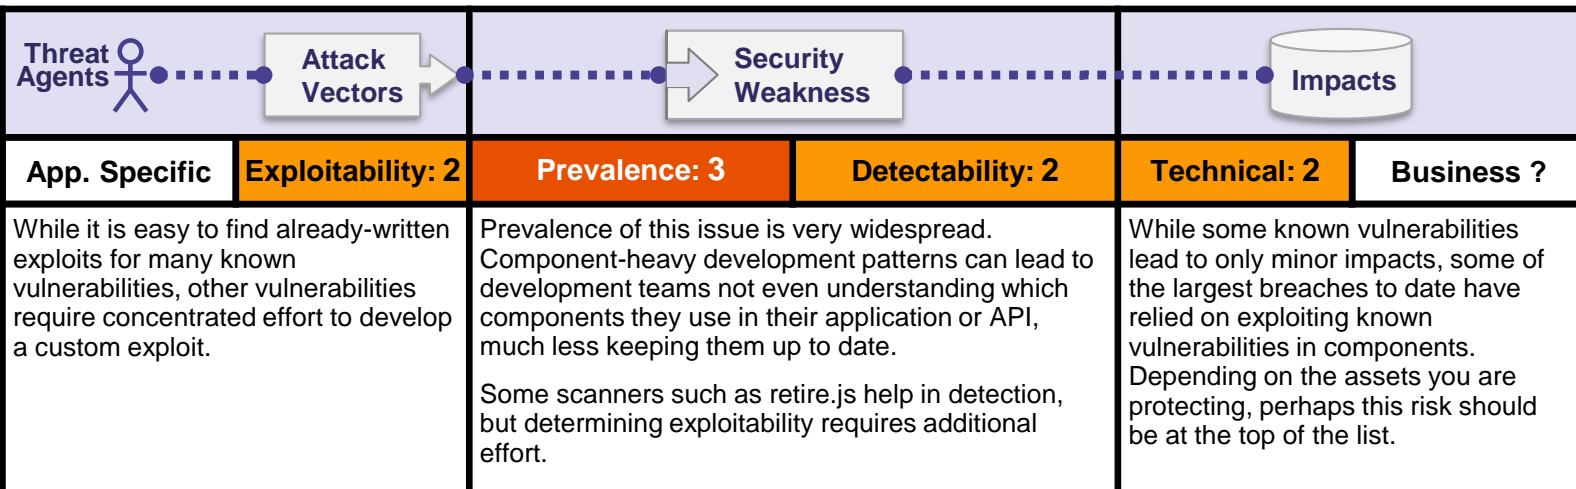 Threat
Agents
Attack
Vectors
Security
Weakness
Impacts
App. Specific
Exploitability: 2
Prevalence: 3
Detectability: 2
Technical: 2
Business ?
While it is easy to find already-written
exploits for many known
vulnerabilities, other vulnerabilities
require concentrated effort to develop
a custom exploit.
Prevalence of this issue is very widespread.
Component-heavy development patterns can lead to
development teams not even understanding which
components they use in their application or API,
much less keeping them up to date.
Some scanners such as retire.js help in detection,
but determining exploitability requires additional
effort.
While some known vulnerabilities
lead to only minor impacts, some of
the largest breaches to date have
relied on exploiting known
vulnerabilities in components.
Depending on the assets you are
protecting, perhaps this risk should
be at the top of the list.